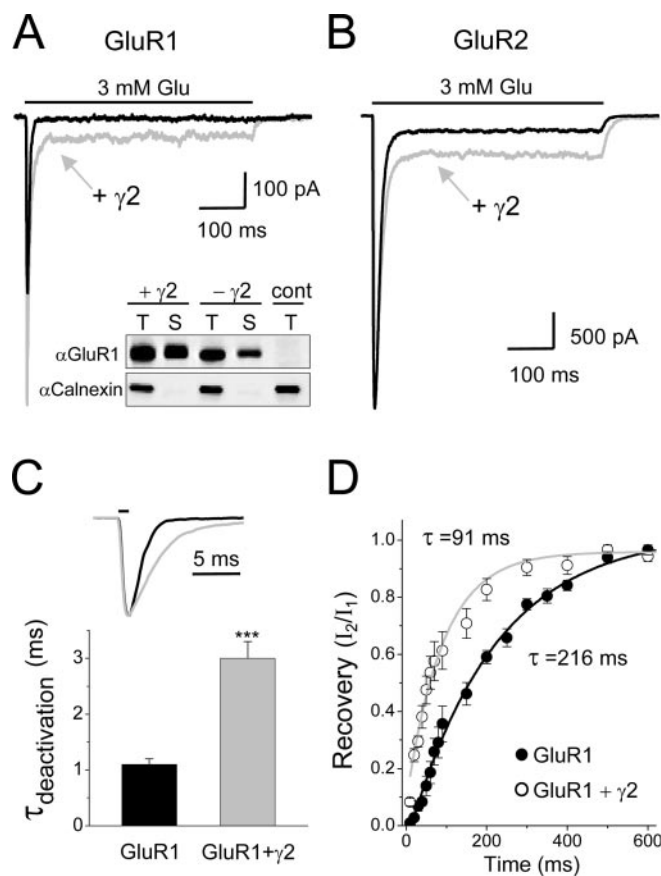 A GluR1
3 mM Glu
+ γ2
100 pA
100 ms
+ γ2 − γ2 cont
T S T S T
αGluR1
αCalnexin
B GluR2
3 mM Glu
+ γ2
500 pA
100 ms
C
5 ms
τdeactivation (ms)
3
2
1
0
***
GluR1 GluR1+γ2
D
Recovery (I2/I1)
1.0
0.8
0.6
0.4
0.2
0.0
τ =91 ms
τ =216 ms
GluR1
GluR1 + γ2
0 200 400 600
Time (ms)